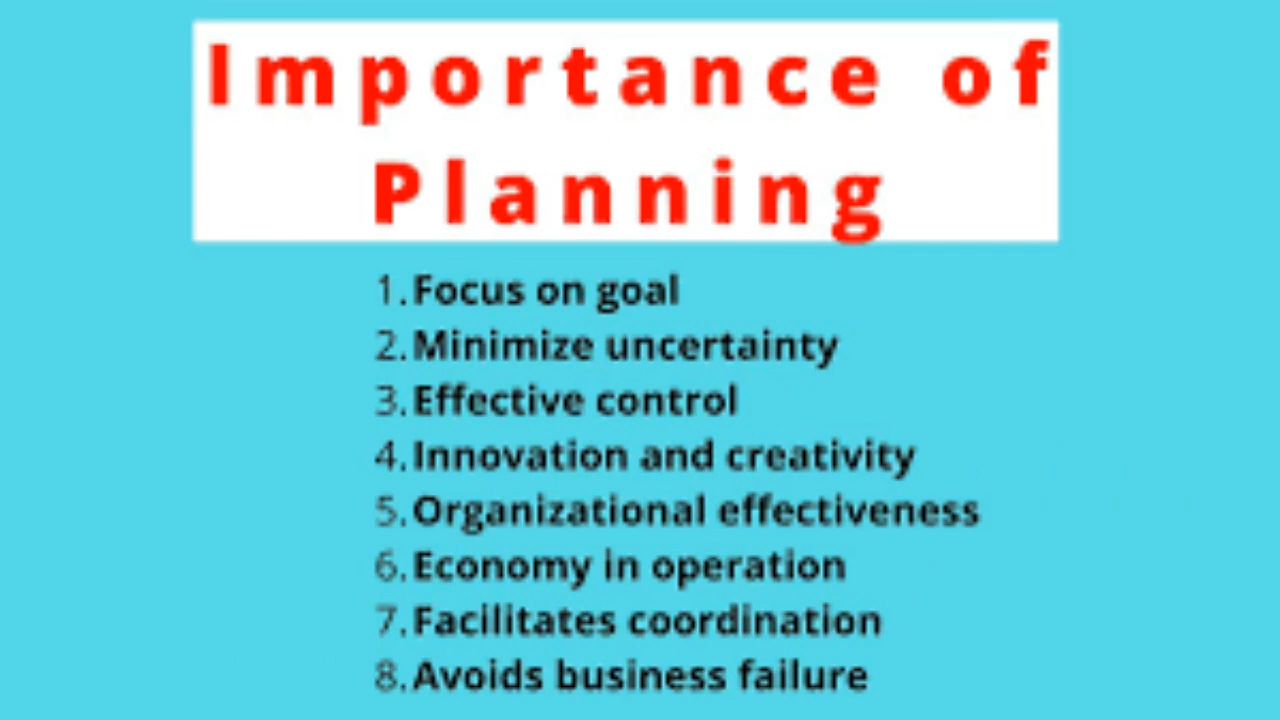 Importance of
Planning
1. Focus on goal
2. Minimize uncertainty
3. Effective control
4. Innovation and creativity
5. Organizational effectiveness
6. Economy in operation
7. Facilitates coordination
8. Avoids business failure